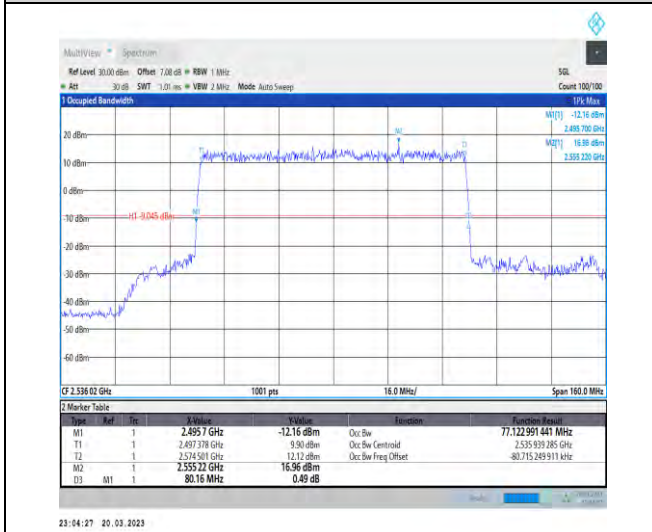 MultiView Spectrum
Ref Level 30.00 dBm Offset 7.08 dB RBW 1 MHz SGL
Att 30 dB SWT 1.01 ms VBW 2 MHz Mode Auto Sweep Count 100/100
1 Occupied Bandwidth 1Pk Max
M1[1] -12.16 dBm
2.495 700 GHz
M2[1] 16.99 dBm
2.555 220 GHz
20 dBm
M2
T1
T2
10 dBm
0 dBm
-10 dBm
H1 -9.045 dBm
M1
D3
-20 dBm
-30 dBm
-40 dBm
-50 dBm
-60 dBm
CF 2.536 02 GHz 1001 pts 16.0 MHz/ Span 160.0 MHz
2 Marker Table
Type Ref Trc X-Value Y-Value Function Function Result
M1 1 2.495 7 GHz -12.16 dBm Occ Bw 77.122 991 441 MHz
T1 1 2.497 378 GHz 9.90 dBm Occ Bw Centroid 2.535 939 285 GHz
T2 1 2.574 501 GHz 12.12 dBm Occ Bw Freq Offset -80.715 249 911 kHz
M2 1 2.555 22 GHz 16.96 dBm
D3 M1 1 80.16 MHz 0.49 dB
23:04:27 20.03.2023